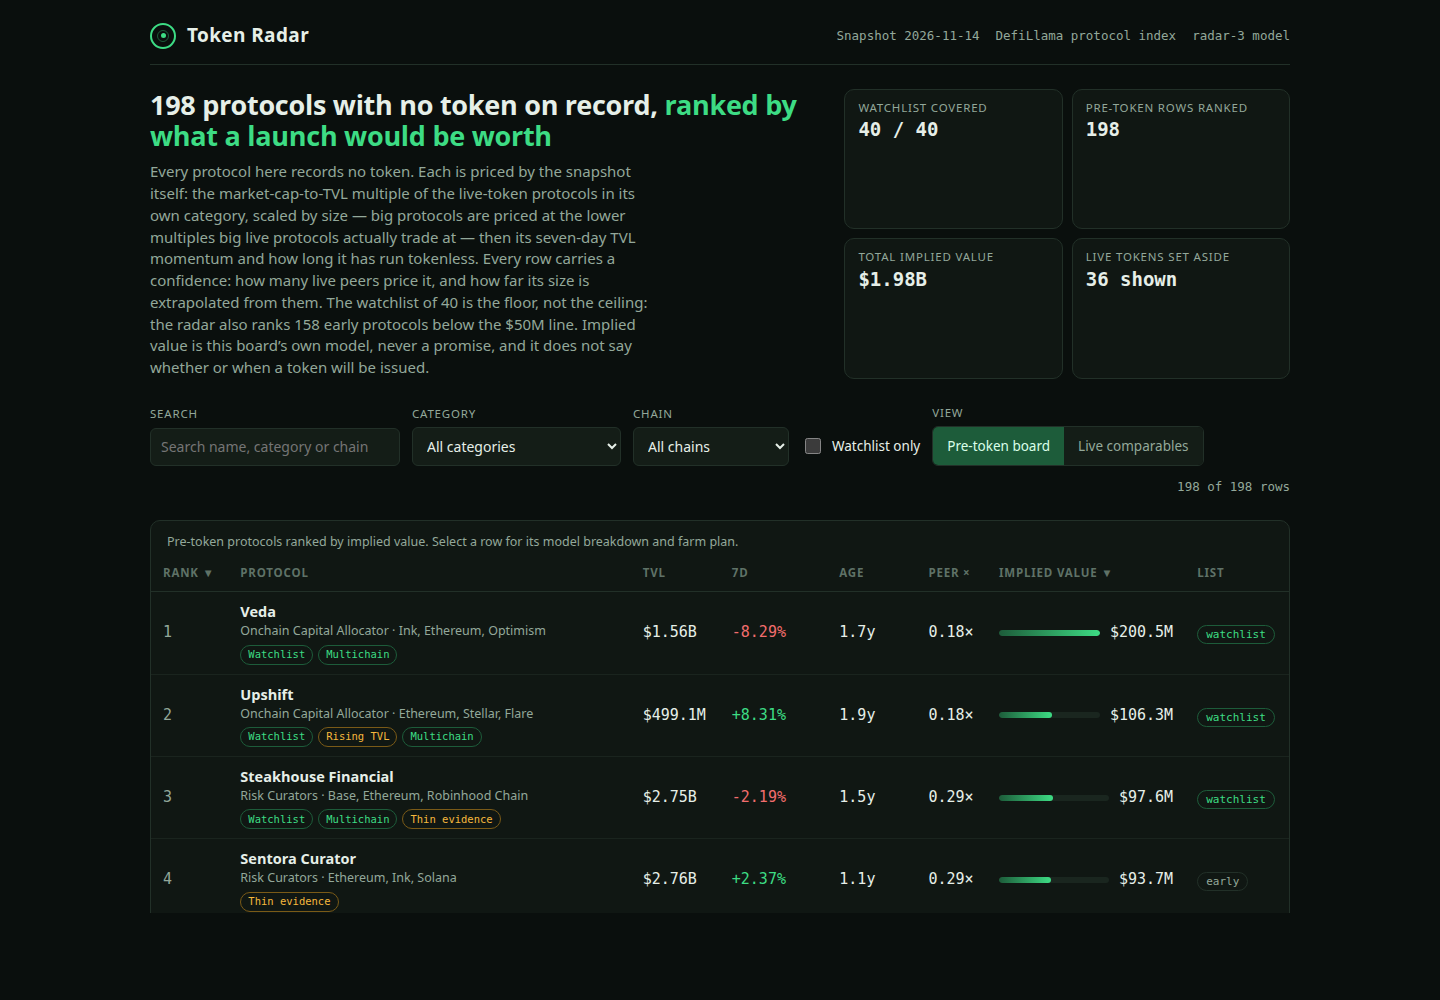 Token Radar
Snapshot 2026-11-14 DefiLlama protocol index radar-3 model
198 protocols with no token on record, ranked by
what a launch would be worth
Every protocol here records no token. Each is priced by the snapshot
itself: the market-cap-to-TVL multiple of the live-token protocols in its
own category, scaled by size — big protocols are priced at the lower
multiples big live protocols actually trade at — then its seven-day TVL
momentum and how long it has run tokenless. Every row carries a
confidence: how many live peers price it, and how far its size is
extrapolated from them. The watchlist of 40 is the floor, not the ceiling:
the radar also ranks 158 early protocols below the $50M line. Implied
value is this board’s own model, never a promise, and it does not say
whether or when a token will be issued.
WATCHLIST COVERED
40 / 40
PRE-TOKEN ROWS RANKED
198
TOTAL IMPLIED VALUE
$1.98B
LIVE TOKENS SET ASIDE
36 shown
SEARCH
Search name, category or chain
CATEGORY
All categories
CHAIN
All chains
Watchlist only
VIEW
Pre-token board Live comparables
198 of 198 rows
Pre-token protocols ranked by implied value. Select a row for its model breakdown and farm plan.
RANK ▼ PROTOCOL TVL 7D AGE PEER × IMPLIED VALUE ▼ LIST
Veda
1 Onchain Capital Allocator · Ink, Ethereum, Optimism $1.56B -8.29% 1.7y 0.18× $200.5M watchlist
Watchlist Multichain
Upshift
2 Onchain Capital Allocator · Ethereum, Stellar, Flare $499.1M +8.31% 1.9y 0.18× $106.3M watchlist
Watchlist Rising TVL Multichain
Steakhouse Financial
3 Risk Curators · Base, Ethereum, Robinhood Chain $2.75B -2.19% 1.5y 0.29× $97.6M watchlist
Watchlist Multichain Thin evidence
Sentora Curator
4 Risk Curators · Ethereum, Ink, Solana $2.76B +2.37% 1.1y 0.29× $93.7M early
Thin evidence